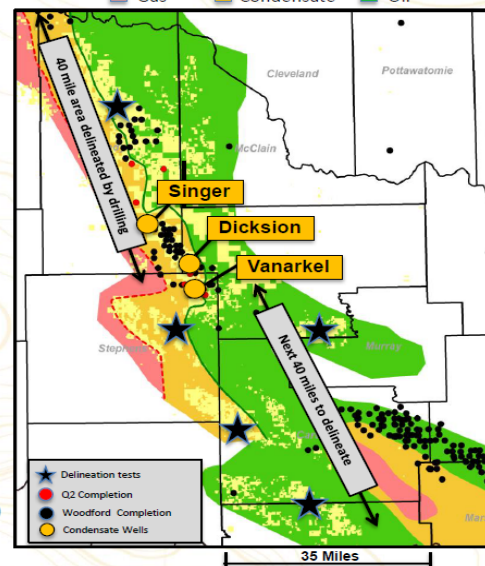 Gas Condensate Oil
Cleveland
Pottawatomie
McClain
40 mile area delineated by drilling
Singer
Dicksion
Vanarkel
Stephens
Murray
Next 40 miles to delineate
Delineation tests
Q2 Completion
Woodford Completion
Condensate Wells
35 Miles